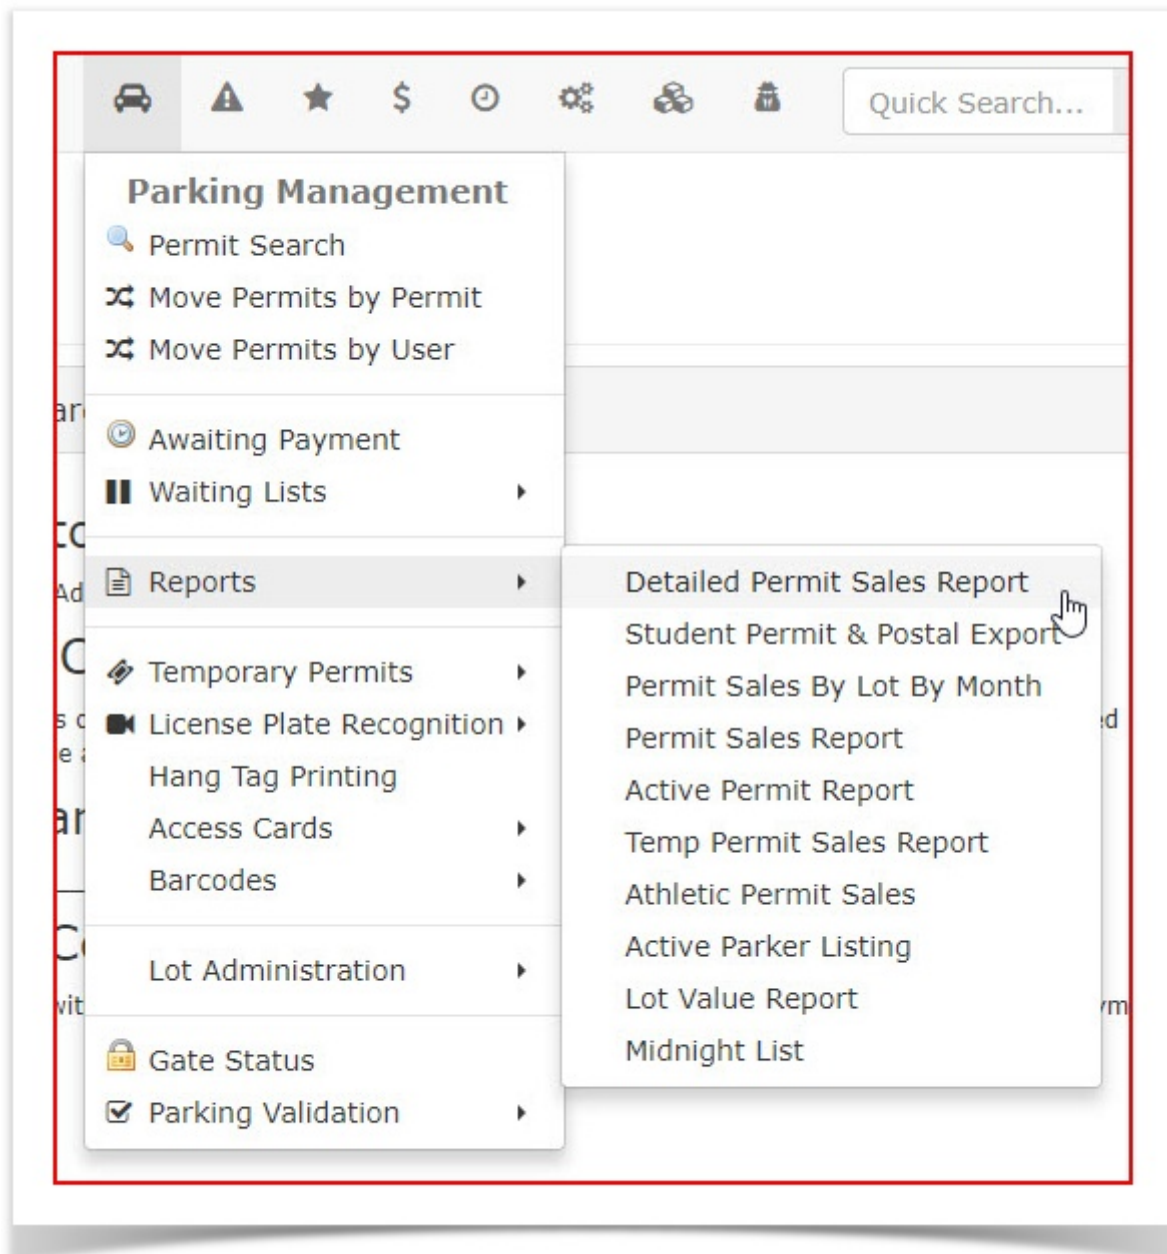 Quick Search...
Parking Management
Permit Search
Move Permits by Permit
Move Permits by User
Awaiting Payment
Waiting Lists
Reports
Temporary Permits
License Plate Recognition
Hang Tag Printing
Access Cards
Barcodes
Lot Administration
Gate Status
Parking Validation
Detailed Permit Sales Report
Student Permit & Postal Export
Permit Sales By Lot By Month
Permit Sales Report
Active Permit Report
Temp Permit Sales Report
Athletic Permit Sales
Active Parker Listing
Lot Value Report
Midnight List